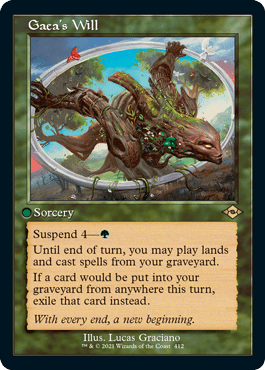 Gaea's Will
Sorcery
Suspend 4—
Until end of turn, you may play lands
and cast spells from your graveyard.
If a card would be put into your
graveyard from anywhere this turn,
exile that card instead.
With every end, a new beginning.
Illus. Lucas Graciano
™ & © 2021 Wizards of the Coast 412